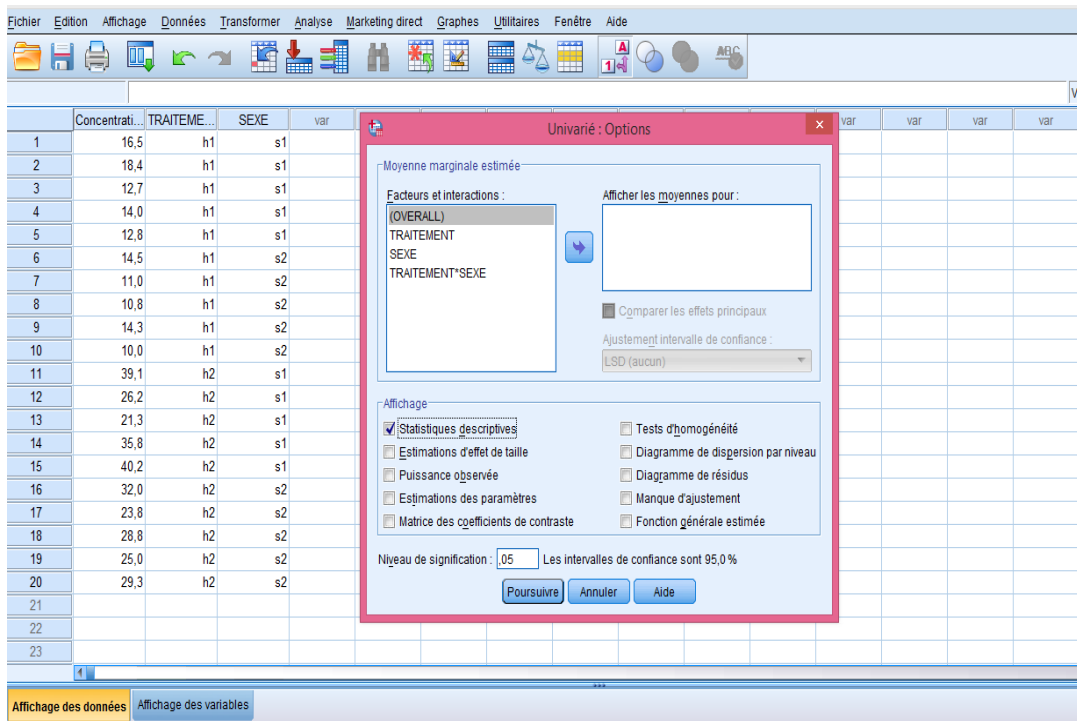 Fichier Edition Affichage Données Transformer Analyse Marketing direct Graphes Utilitaires Fenêtre Aide
A
1 4
ABC
V
Concentrati... TRAITEME... SEXE var var var var var
1 16,5 h1 s1
2 18,4 h1 s1
3 12,7 h1 s1
4 14,0 h1 s1
5 12,8 h1 s1
6 14,5 h1 s2
7 11,0 h1 s2
8 10,8 h1 s2
9 14,3 h1 s2
10 10,0 h1 s2
11 39,1 h2 s1
12 26,2 h2 s1
13 21,3 h2 s1
14 35,8 h2 s1
15 40,2 h2 s1
16 32,0 h2 s2
17 23,8 h2 s2
18 28,8 h2 s2
19 25,0 h2 s2
20 29,3 h2 s2
21
22
23
Univarié : Options
x
Moyenne marginale estimée
Facteurs et interactions :
(OVERALL)
TRAITEMENT
SEXE
TRAITEMENT*SEXE
Afficher les moyennes pour :
Comparer les effets principaux
Ajustement intervalle de confiance :
LSD (aucun)
Affichage
Statistiques descriptives
Estimations d'effet de taille
Puissance observée
Estimations des paramètres
Matrice des coefficients de contraste
Tests d'homogénéité
Diagramme de dispersion par niveau
Diagramme de résidus
Manque d'ajustement
Fonction générale estimée
Niveau de signification : ,05 Les intervalles de confiance sont 95,0 %
Poursuivre Annuler Aide
Affichage des données Affichage des variables